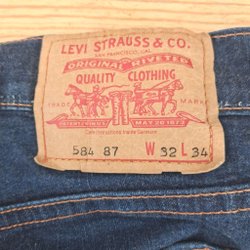 LEVI STRAUSS & CO.
SAN FRANCISCO, CAL
ORIGINAL RIVETED
QUALITY CLOTHING
TRADE MARK
PATENTED IN U.S. MAY 20 1873
584 87 W 32 L 34